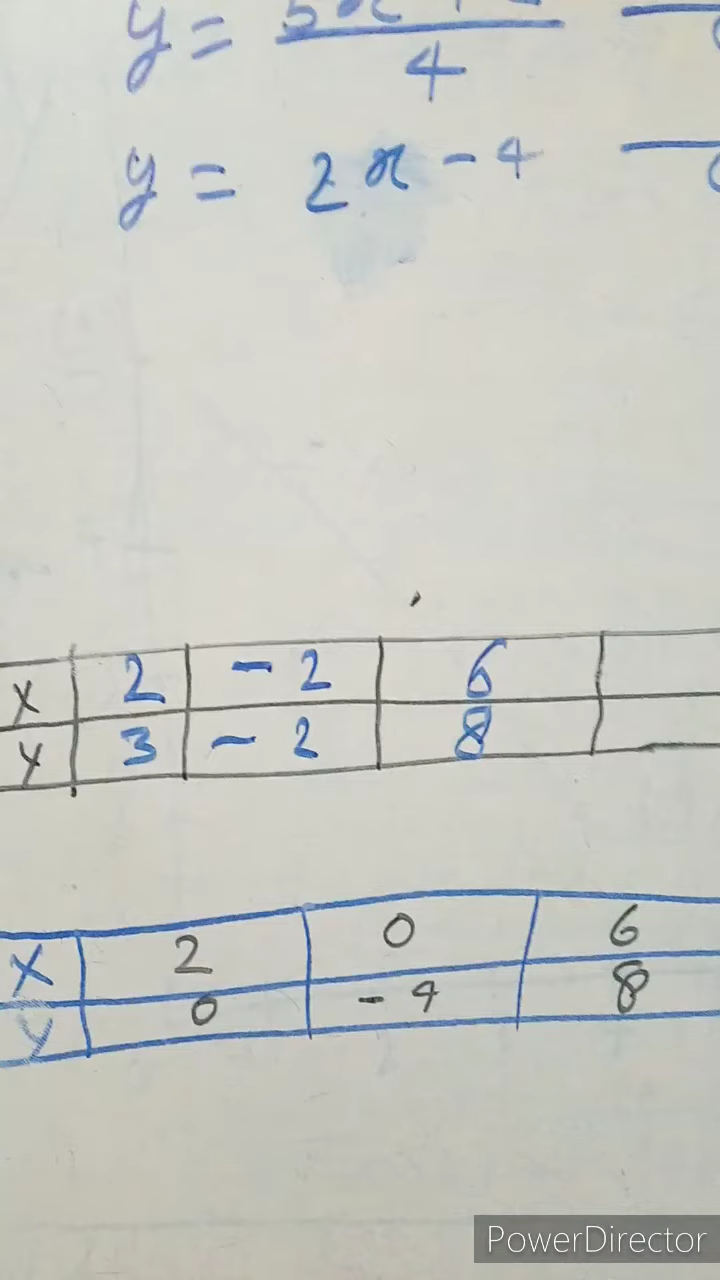 y =
4
y = 2x - 4
X 2 - 2 6
Y 3 - 2 8
X 2 0 6
Y 0 - 4 8
PowerDirector